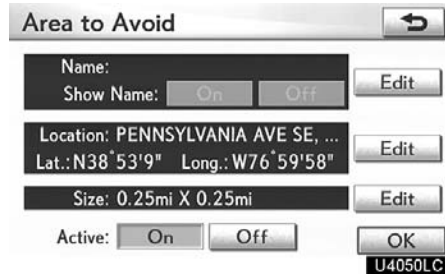 Area to Avoid
Name:
Show Name: On Off
Edit
Location: PENNSYLVANIA AVE SE, ...
Lat.:N38°53'9" Long.:W76°59'58"
Edit
Size: 0.25mi X 0.25mi
Edit
Active: On Off
OK
U4050LC